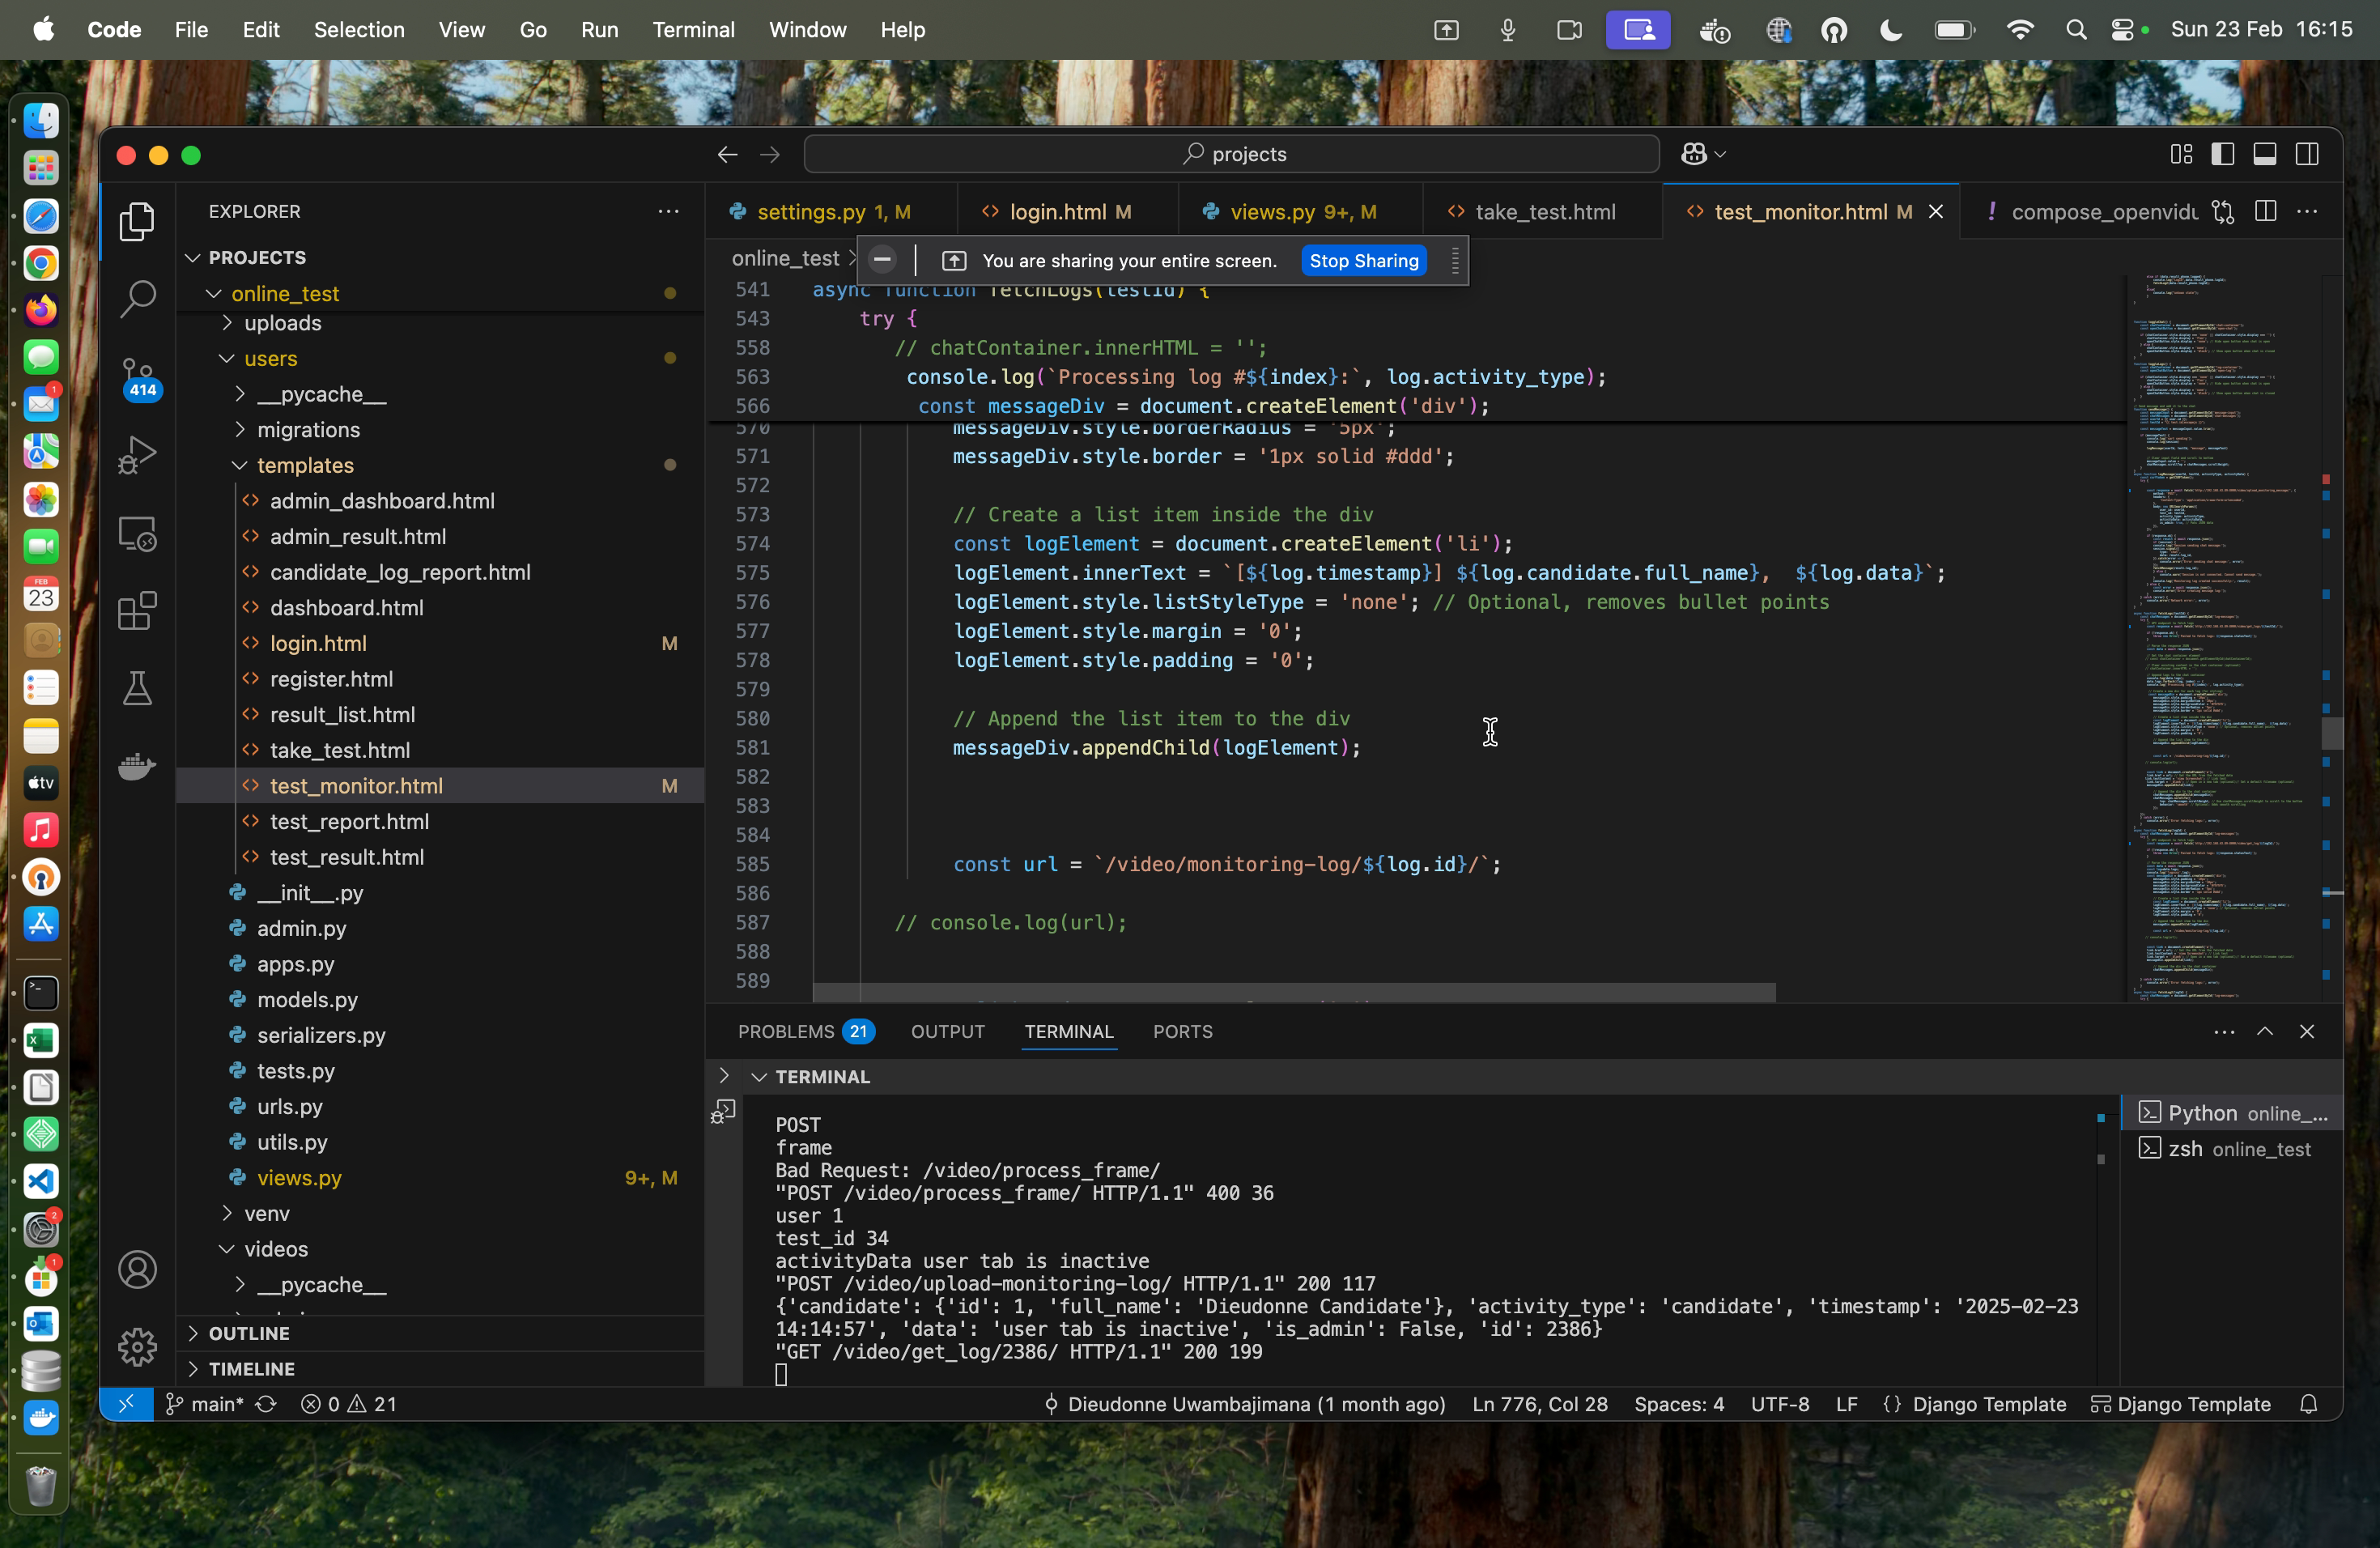 Code File Edit Selection View Go Run Terminal Window Help Sun 23 Feb 16:15
projects
EXPLORER
settings.py 1, M
login.html M
views.py 9+, M
take_test.html
test_monitor.html M
compose_openvidu
PROJECTS
online_test
uploads
users
__pycache__
migrations
templates
admin_dashboard.html
admin_result.html
candidate_log_report.html
dashboard.html
login.html M
register.html
result_list.html
take_test.html
test_monitor.html M
test_report.html
test_result.html
__init__.py
admin.py
apps.py
models.py
serializers.py
tests.py
urls.py
utils.py
views.py 9+, M
venv
videos
__pycache__
OUTLINE
TIMELINE
414
online_test >
You are sharing your entire screen. Stop Sharing
541 async function fetchLogs(testId) {
543 try {
558 // chatContainer.innerHTML = '';
563 console.log(`Processing log #${index}:`, log.activity_type);
566 const messageDiv = document.createElement('div');
570 messageDiv.style.borderRadius = '5px';
571 messageDiv.style.border = '1px solid #ddd';
572
573 // Create a list item inside the div
574 const logElement = document.createElement('li');
575 logElement.innerText = `[${log.timestamp}] ${log.candidate.full_name},  ${log.data}`;
576 logElement.style.listStyleType = 'none'; // Optional, removes bullet points
577 logElement.style.margin = '0';
578 logElement.style.padding = '0';
579
580 // Append the list item to the div
581 messageDiv.appendChild(logElement);
582
583
584
585 const url = `/video/monitoring-log/${log.id}/`;
586
587 // console.log(url);
588
589
PROBLEMS 21 OUTPUT TERMINAL PORTS
TERMINAL
POST
frame
Bad Request: /video/process_frame/
"POST /video/process_frame/ HTTP/1.1" 400 36
user 1
test_id 34
activityData user tab is inactive
"POST /video/upload-monitoring-log/ HTTP/1.1" 200 117
{'candidate': {'id': 1, 'full_name': 'Dieudonne Candidate'}, 'activity_type': 'candidate', 'timestamp': '2025-02-23
14:14:57', 'data': 'user tab is inactive', 'is_admin': False, 'id': 2386}
"GET /video/get_log/2386/ HTTP/1.1" 200 199
Python online_...
zsh online_test
main* 0 21 Dieudonne Uwambajimana (1 month ago) Ln 776, Col 28 Spaces: 4 UTF-8 LF {} Django Template Django Template
FEB
23
tv
1
2
1